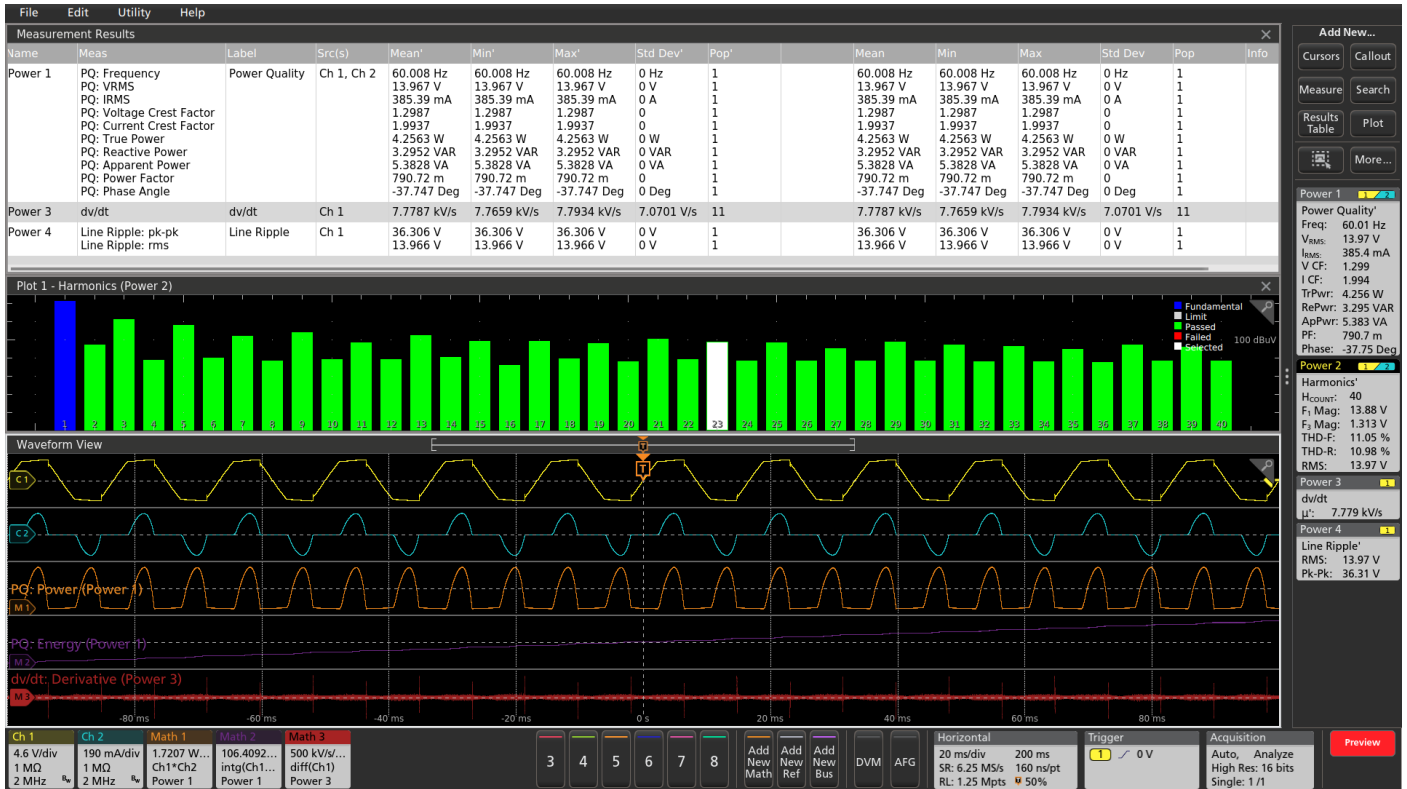 File Edit Utility Help
Measurement Results
Name Meas Label Src(s) Mean' Min' Max' Std Dev' Pop' Mean Min Max Std Dev Pop Info
Power 1 PQ: Frequency Power Quality Ch 1, Ch 2 60.008 Hz 60.008 Hz 60.008 Hz 0 Hz 1 60.008 Hz 60.008 Hz 60.008 Hz 0 Hz 1
PQ: VRMS 13.967 V 13.967 V 13.967 V 0 V 1 13.967 V 13.967 V 13.967 V 0 V 1
PQ: IRMS 385.39 mA 385.39 mA 385.39 mA 0 A 1 385.39 mA 385.39 mA 385.39 mA 0 A 1
PQ: Voltage Crest Factor 1.2987 1.2987 1.2987 0 1 1.2987 1.2987 1.2987 0 1
PQ: Current Crest Factor 1.9937 1.9937 1.9937 0 1 1.9937 1.9937 1.9937 0 1
PQ: True Power 4.2563 W 4.2563 W 4.2563 W 0 W 1 4.2563 W 4.2563 W 4.2563 W 0 W 1
PQ: Reactive Power 3.2952 VAR 3.2952 VAR 3.2952 VAR 0 VAR 1 3.2952 VAR 3.2952 VAR 3.2952 VAR 0 VAR 1
PQ: Apparent Power 5.3828 VA 5.3828 VA 5.3828 VA 0 VA 1 5.3828 VA 5.3828 VA 5.3828 VA 0 VA 1
PQ: Power Factor 790.72 m 790.72 m 790.72 m 0 1 790.72 m 790.72 m 790.72 m 0 1
PQ: Phase Angle -37.747 Deg -37.747 Deg -37.747 Deg 0 Deg 1 -37.747 Deg -37.747 Deg -37.747 Deg 0 Deg 1
Power 3 dv/dt dv/dt Ch 1 7.7787 kV/s 7.7659 kV/s 7.7934 kV/s 7.0701 V/s 11 7.7787 kV/s 7.7659 kV/s 7.7934 kV/s 7.0701 V/s 11
Power 4 Line Ripple: pk-pk Line Ripple Ch 1 36.306 V 36.306 V 36.306 V 0 V 1 36.306 V 36.306 V 36.306 V 0 V 1
Line Ripple: rms 13.966 V 13.966 V 13.966 V 0 V 1 13.966 V 13.966 V 13.966 V 0 V 1
Plot 1 - Harmonics (Power 2)
Fundamental
Limit
Passed
Failed
Selected
100 dBuV
1 2 3 4 5 6 7 8 9 10 11 12 13 14 15 16 17 18 19 20 21 22 23 24 25 26 27 28 29 30 31 32 33 34 35 36 37 38 39 40
Waveform View
T
T
C 1
C 2
PQ: Power (Power 1)
M 1
PQ: Energy (Power 1)
M 2
dv/dt: Derivative (Power 3)
M 3
-80 ms -60 ms -40 ms -20 ms 0 s 20 ms 40 ms 60 ms 80 ms
Add New...
Cursors Callout
Measure Search
Results Table Plot
More...
Power 1 1 2
Power Quality'
Freq: 60.01 Hz
VRMS: 13.97 V
IRMS: 385.4 mA
V CF: 1.299
I CF: 1.994
TrPwr: 4.256 W
RePwr: 3.295 VAR
ApPwr: 5.383 VA
PF: 790.7 m
Phase: -37.75 Deg
Power 2 1 2
Harmonics'
HCOUNT: 40
F1 Mag: 13.88 V
F3 Mag: 1.313 V
THD-F: 11.05 %
THD-R: 10.98 %
RMS: 13.97 V
Power 3 1
dv/dt
µ': 7.779 kV/s
Power 4 1
Line Ripple'
RMS: 13.97 V
Pk-Pk: 36.31 V
Ch 1
4.6 V/div
1 MΩ
2 MHz Bw
Ch 2
190 mA/div
1 MΩ
2 MHz Bw
Math 1
1.7207 W...
Ch1*Ch2
Power 1
Math 2
106.4092...
intg(Ch1...
Power 1
Math 3
500 kV/s/...
diff(Ch1)
Power 3
3 4 5 6 7 8
Add New Math
Add New Ref
Add New Bus
DVM
AFG
Horizontal
20 ms/div 200 ms
SR: 6.25 MS/s 160 ns/pt
RL: 1.25 Mpts 50%
Trigger
1 0 V
Acquisition
Auto, Analyze
High Res: 16 bits
Single: 1 /1
Preview